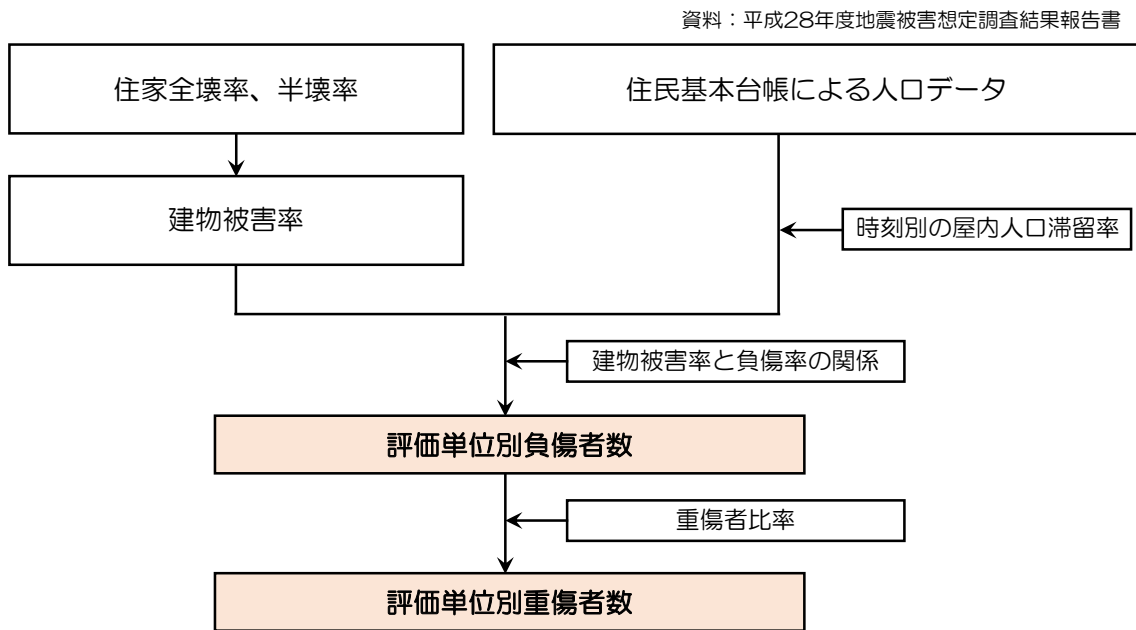 資料：平成28年度地震被害想定調査結果報告書
住家全壊率、半壊率
住民基本台帳による人口データ
建物被害率
時刻別の屋内人口滞留率
建物被害率と負傷率の関係
評価単位別負傷者数
重傷者比率
評価単位別重傷者数